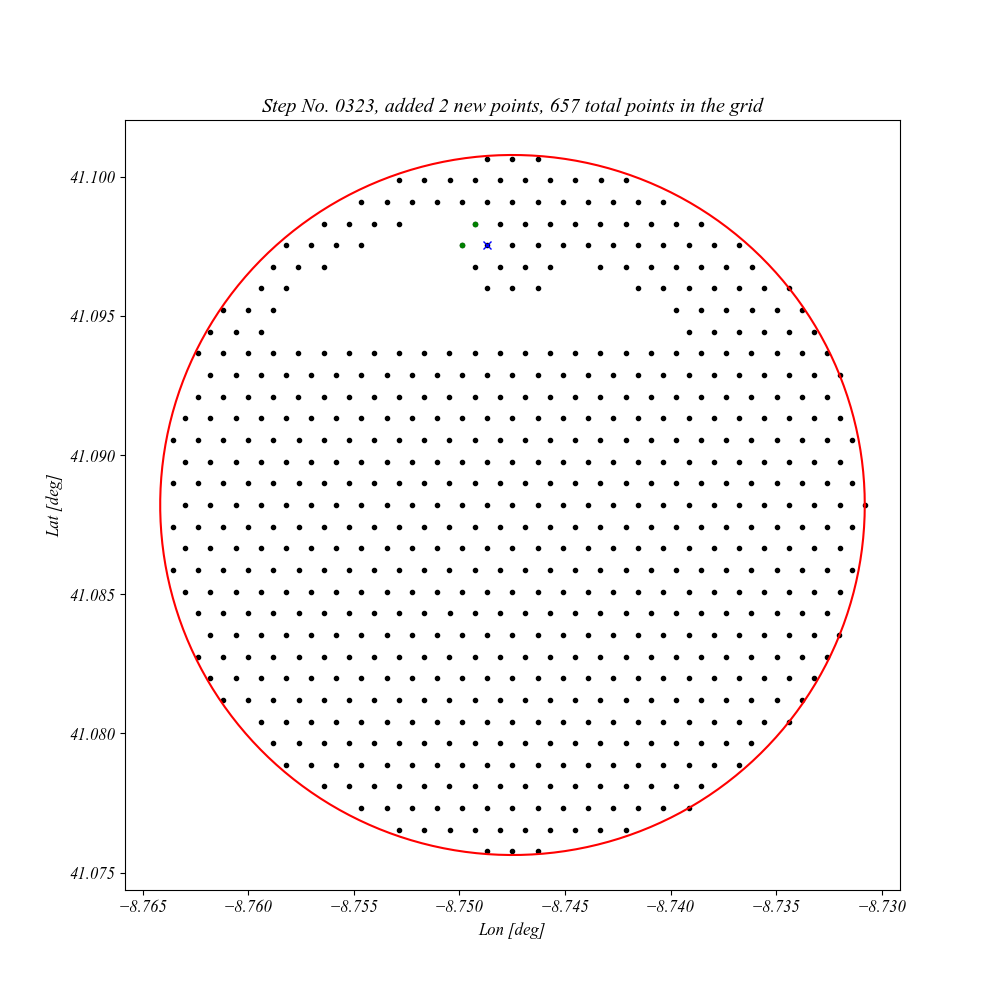 Step No. 0323, added 2 new points, 657 total points in the grid
41.100
41.095
41.090
41.085
41.080
41.075
Lat [deg]
−8.765 −8.760 −8.755 −8.750 −8.745 −8.740 −8.735 −8.730
Lon [deg]